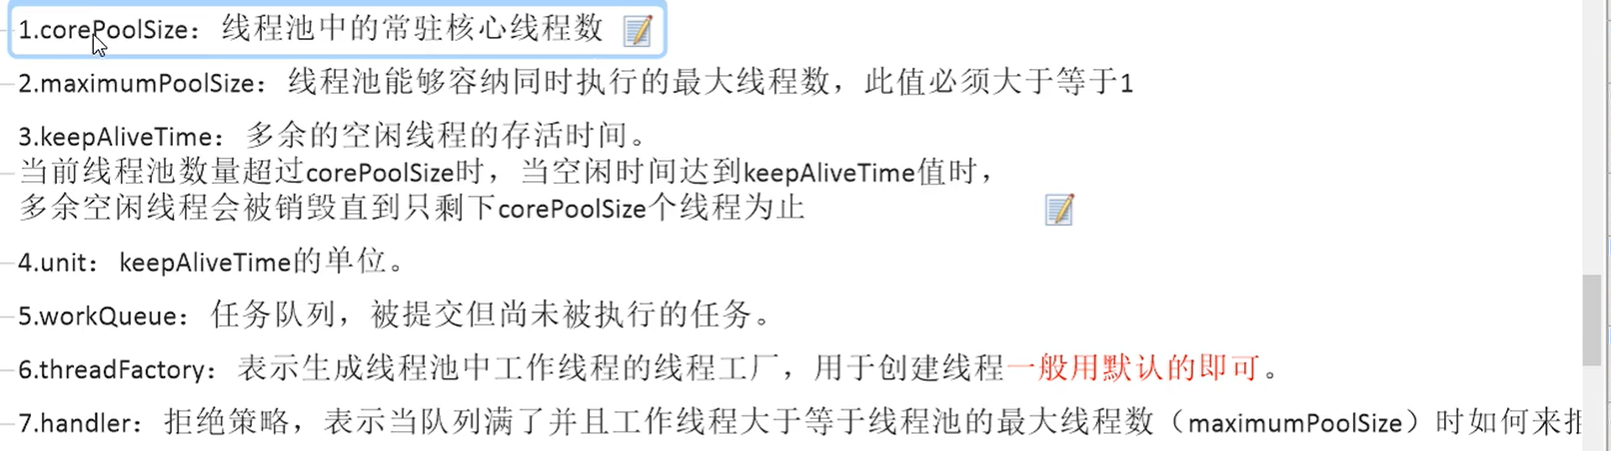 1.corePoolSize：线程池中的常驻核心线程数
2.maximumPoolSize：线程池能够容纳同时执行的最大线程数，此值必须大于等于1
3.keepAliveTime：多余的空闲线程的存活时间。
当前线程池数量超过corePoolSize时，当空闲时间达到keepAliveTime值时，
多余空闲线程会被销毁直到只剩下corePoolSize个线程为止
4.unit：keepAliveTime的单位。
5.workQueue：任务队列，被提交但尚未被执行的任务。
6.threadFactory：表示生成线程池中工作线程的线程工厂，用于创建线程一般用默认的即可。
7.handler：拒绝策略，表示当队列满了并且工作线程大于等于线程池的最大线程数（maximumPoolSize）时如何来